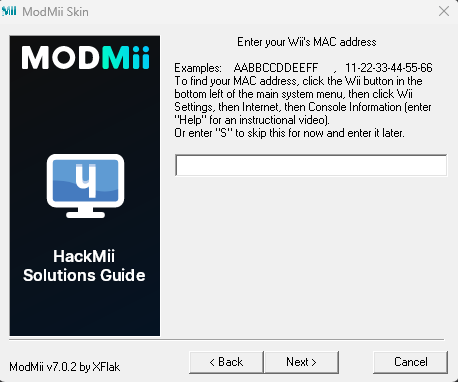 ModMii Skin
MODMii
Enter your Wii's MAC address
Examples: AABBCCDDEEFF , 11-22-33-44-55-66
To find your MAC address, click the Wii button in the
bottom left of the main system menu, then click Wii
Settings, then Internet, then Console Information (enter
"Help" for an instructional video).
Or enter "S" to skip this for now and enter it later.
HackMii
Solutions Guide
ModMii v7.0.2 by XFlak
< Back
Next >
Cancel